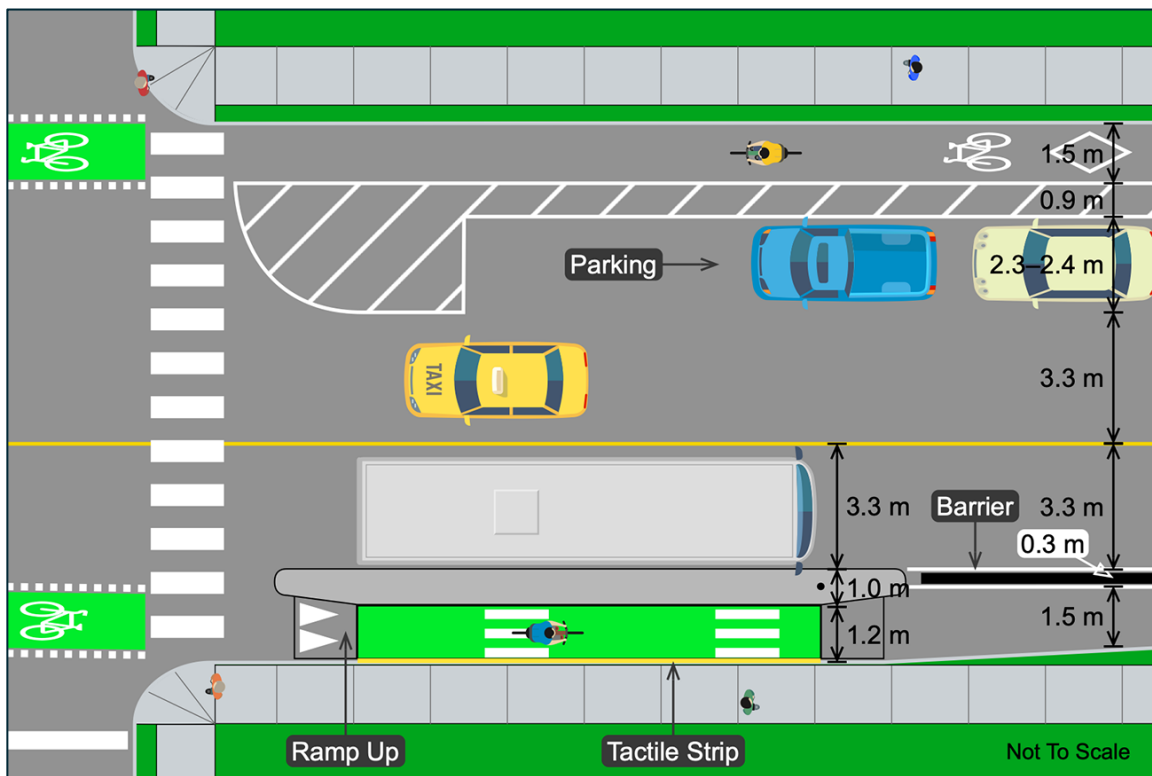 1.5 m
0.9 m
Parking
2.3–2.4 m
TAXI
3.3 m
3.3 m
Barrier
3.3 m
0.3 m
1.0 m
1.2 m
1.5 m
Ramp Up
Tactile Strip
Not To Scale